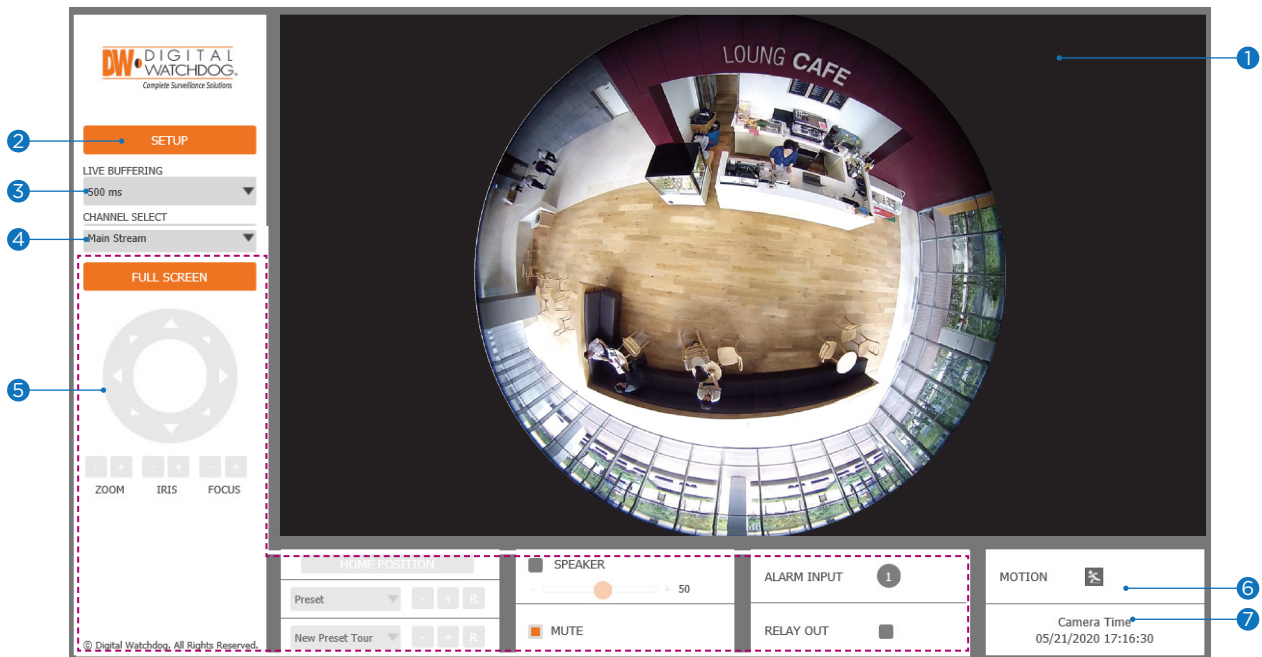 DW DIGITAL
WATCHDOG®
Complete Surveillance Solutions
SETUP
LIVE BUFFERING
500 ms
CHANNEL SELECT
Main Stream
FULL SCREEN
ZOOM IRIS FOCUS
© Digital Watchdog. All Rights Reserved.
LOUNG CAFE
HOME POSITION
Preset - + R
New Preset Tour - + R
SPEAKER
- + 50
MUTE
ALARM INPUT 1
RELAY OUT
MOTION
Camera Time
05/21/2020 17:16:30
1
2
3
4
5
6
7